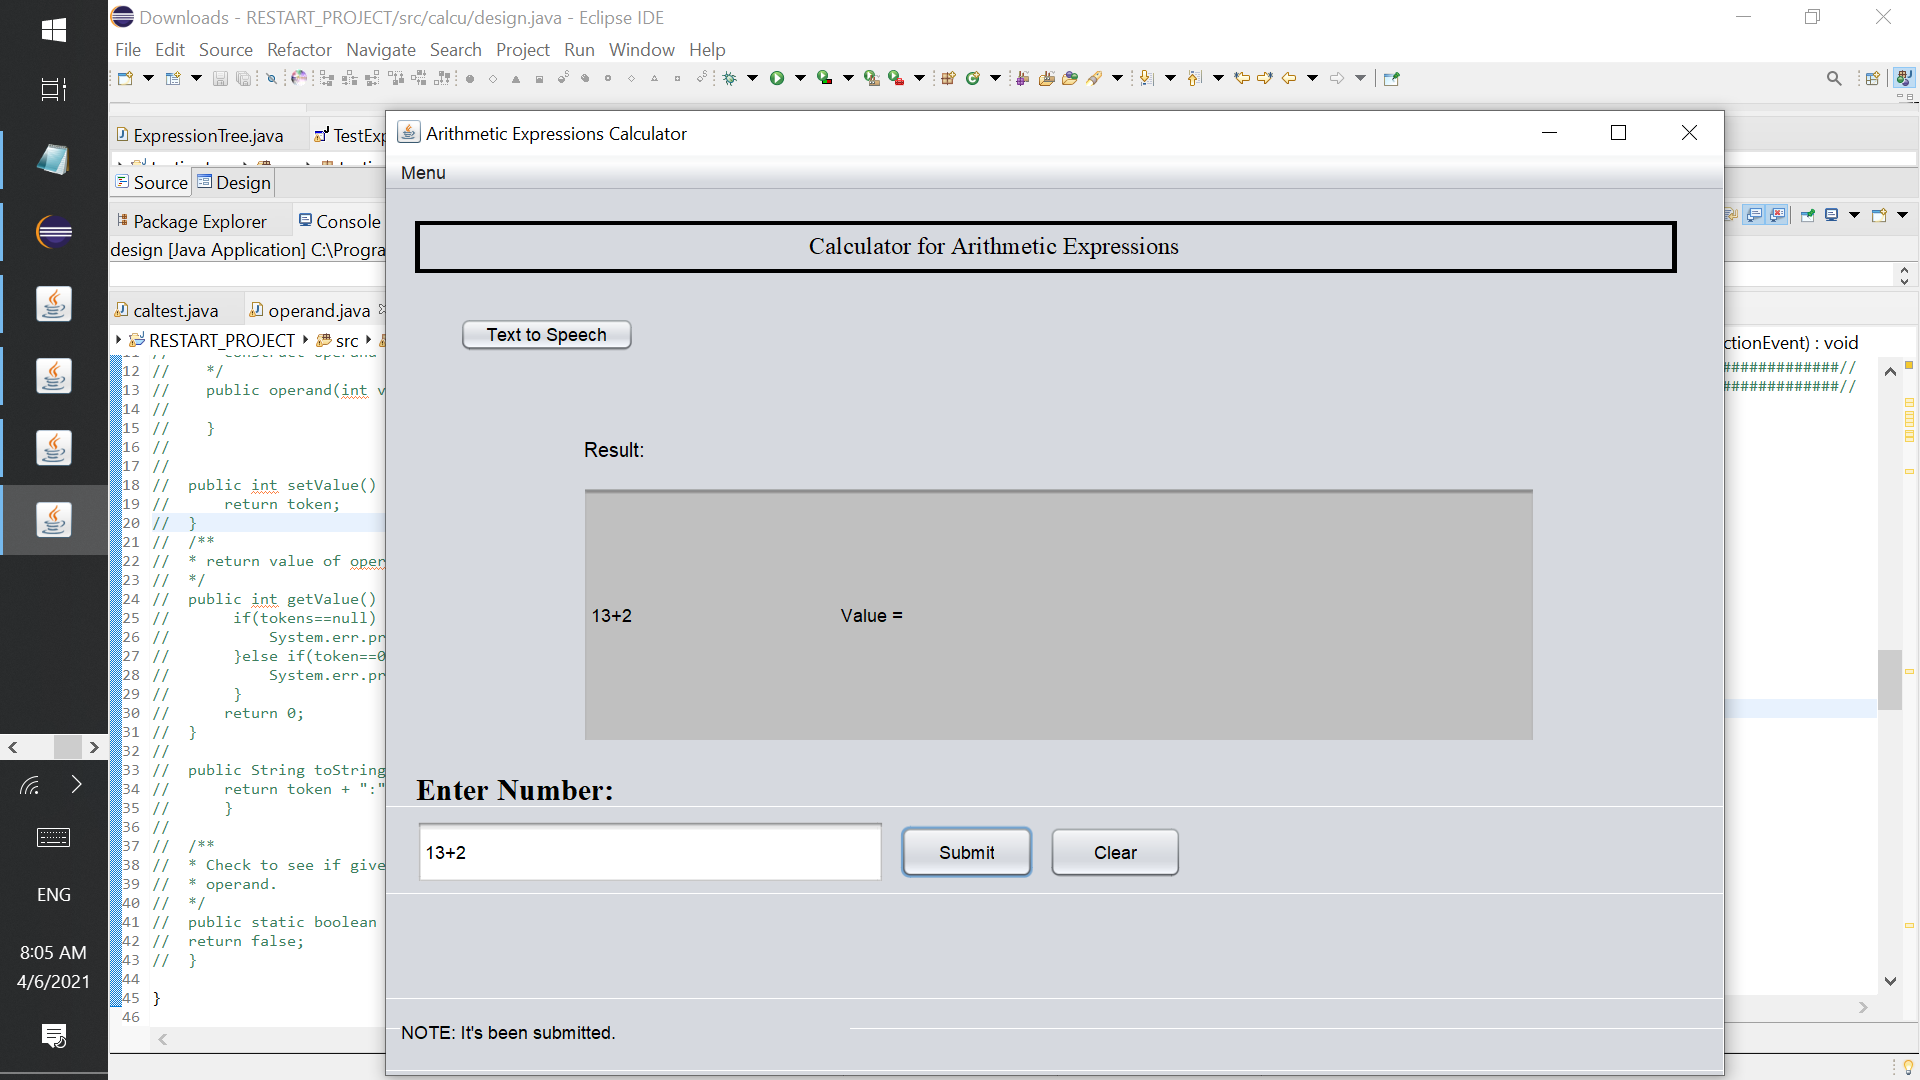 Downloads - RESTART_PROJECT/src/calcu/design.java - Eclipse IDE
File Edit Source Refactor Navigate Search Project Run Window Help
ExpressionTree.java
Source Design
Package Explorer Console
design [Java Application] C:\Progra
caltest.java operand.java
RESTART_PROJECT src
ctionEvent) : void
12 // */
#############//
13 // public operand(int v
#############//
14 //
15 // }
16 //
17 //
18 // public int setValue()
19 // return token;
20 // }
21 // /**
22 // * return value of oper
23 // */
24 // public int getValue()
25 // if(tokens==null)
26 // System.err.pr
27 // }else if(token==0
28 // System.err.pr
29 // }
30 // return 0;
31 // }
32 //
33 // public String toString
34 // return token + ":"
35 // }
36 //
37 // /**
38 // * Check to see if give
39 // * operand.
40 // */
41 // public static boolean
42 // return false;
43 // }
44
45 }
46
Arithmetic Expressions Calculator
Menu
Calculator for Arithmetic Expressions
Text to Speech
Result:
13+2 Value =
Enter Number:
13+2 Submit Clear
NOTE: It's been submitted.
ENG
8:05 AM
4/6/2021